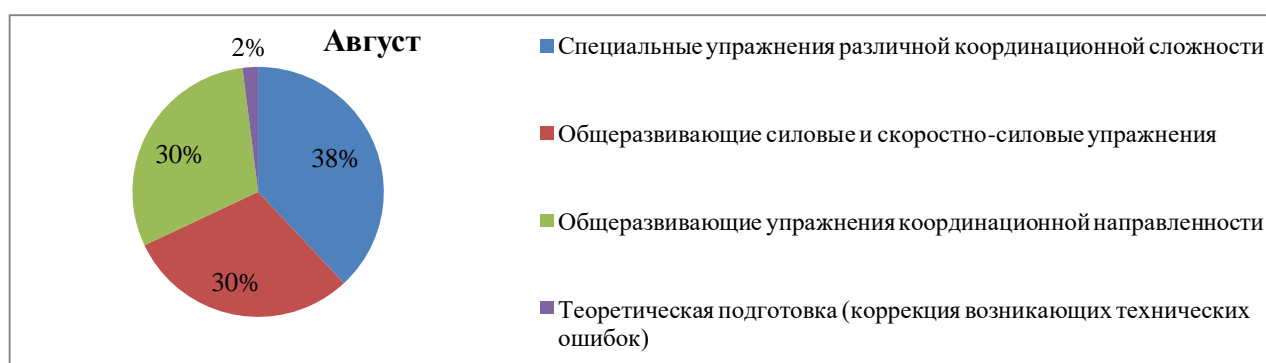 Август
2%
38%
30%
30%
Специальные упражнения различной координационной сложности
Общеразвивающие силовые и скоростно-силовые упражнения
Общеразвивающие упражнения координационной направленности
Теоретическая подготовка (коррекция возникающих технических
ошибок)